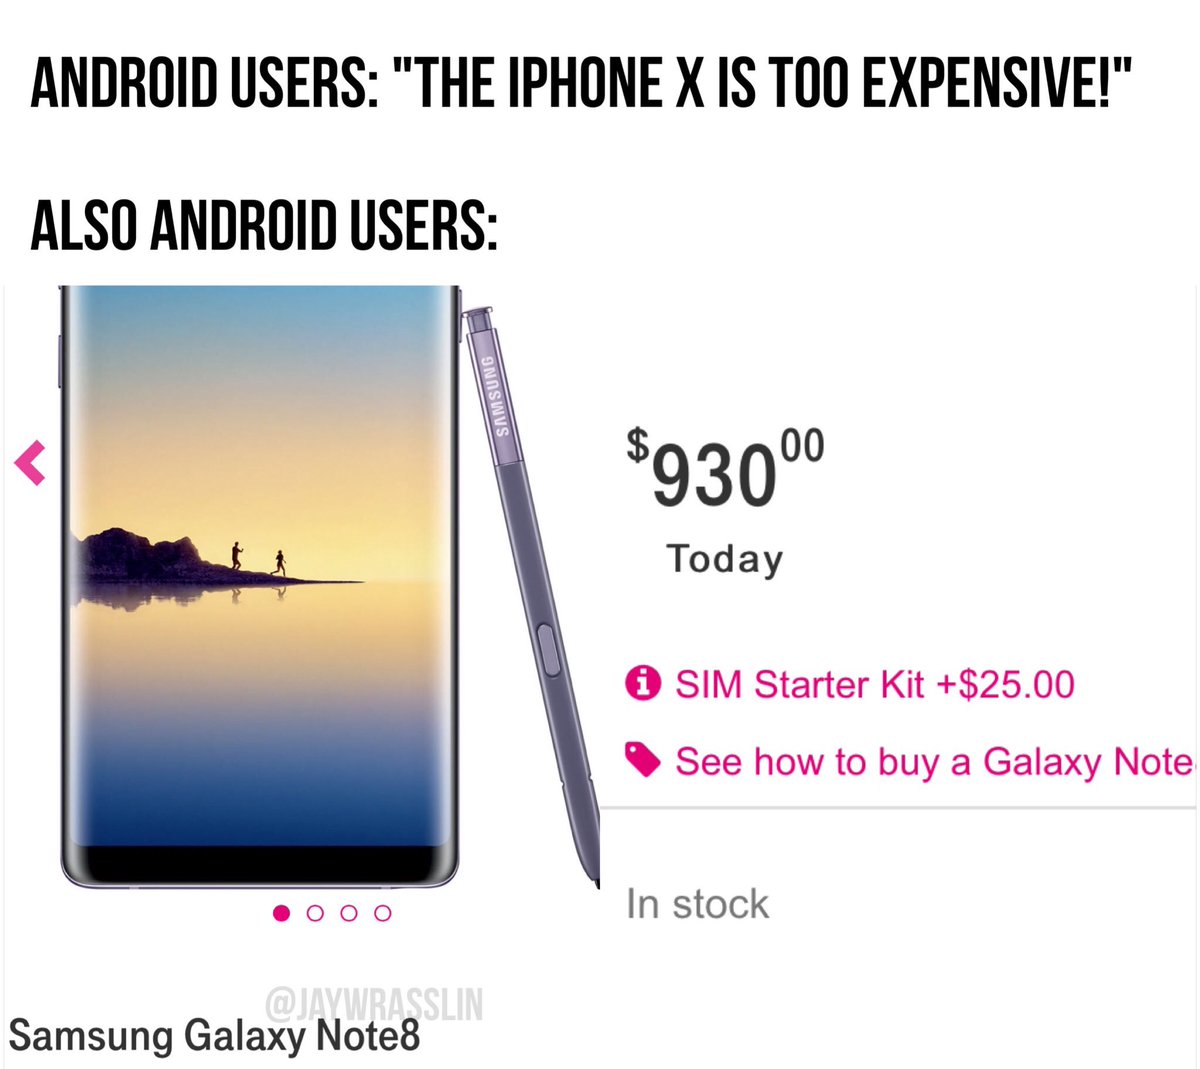 ANDROID USERS: "THE IPHONE X IS TOO EXPENSIVE!"
ALSO ANDROID USERS:
SAMSUNG
$930.00
Today
SIM Starter Kit +$25.00
See how to buy a Galaxy Note
In stock
@JAYWRASSLIN
Samsung Galaxy Note8